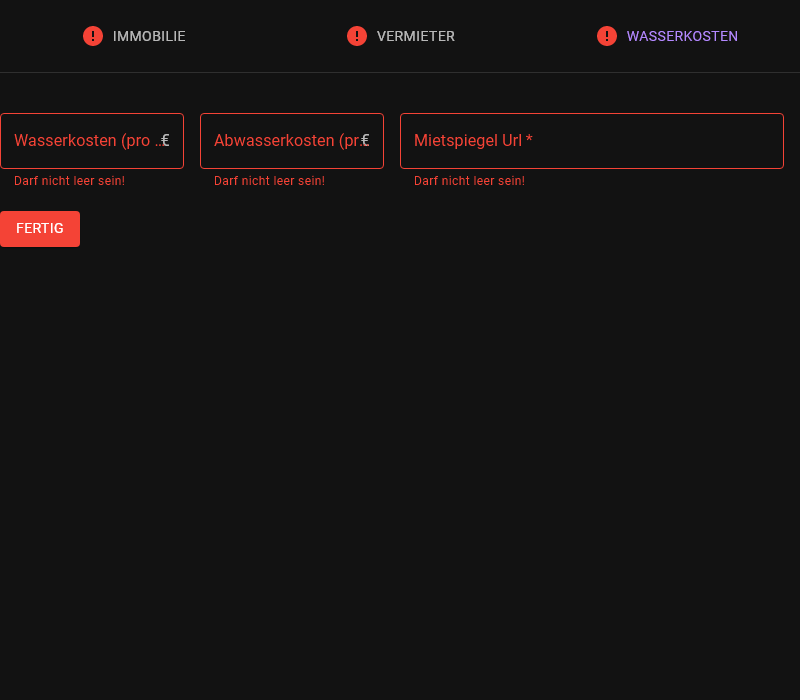 IMMOBILIE
VERMIETER
WASSERKOSTEN
Wasserkosten (pro … €
Abwasserkosten (pr… €
Mietspiegel Url *
Darf nicht leer sein!
Darf nicht leer sein!
Darf nicht leer sein!
FERTIG